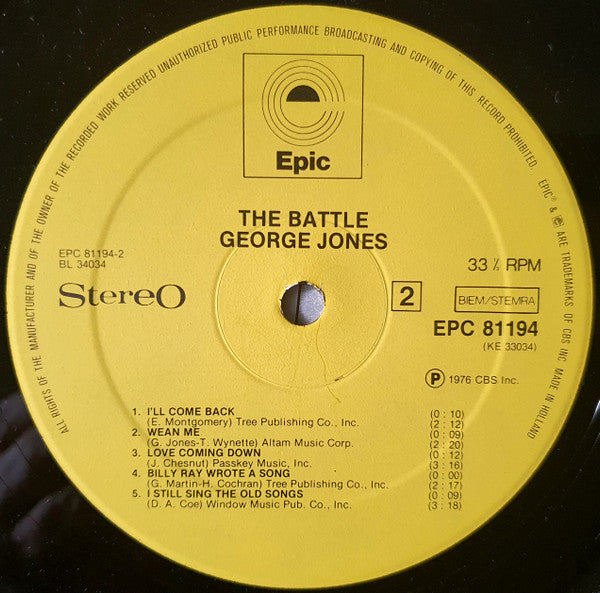 ALL RIGHTS OF THE MANUFACTURER AND OF THE OWNER OF THE RECORDED WORK RESERVED UNAUTHORIZED PUBLIC PERFORMANCE BROADCASTING AND COPYING OF THIS RECORD PROHIBITED. EPIC® & ARE TRADEMARKS OF CBS INC. MADE IN HOLLAND
Epic
THE BATTLE
GEORGE JONES
EPC 81194-2
BL 34034
33⅓ RPM
Stereo
2
BIEM/STEMRA
EPC 81194
(KE 33034)
Ⓟ 1976 CBS Inc.
1. I'LL COME BACK (0 : 10)
(E. Montgomery) Tree Publishing Co., Inc. (2 : 12)
2. WEAN ME (0 : 09)
(G. Jones-T. Wynette) Altam Music Corp. (2 : 20)
3. LOVE COMING DOWN (0 : 12)
(J. Chesnut) Passkey Music, Inc. (3 : 16)
4. BILLY RAY WROTE A SONG (0 : 00)
(G. Martin-H. Cochran) Tree Publishing Co., Inc. (2 : 17)
5. I STILL SING THE OLD SONGS (0 : 09)
(D. A. Coe) Window Music Pub. Co., Inc. (3 : 18)